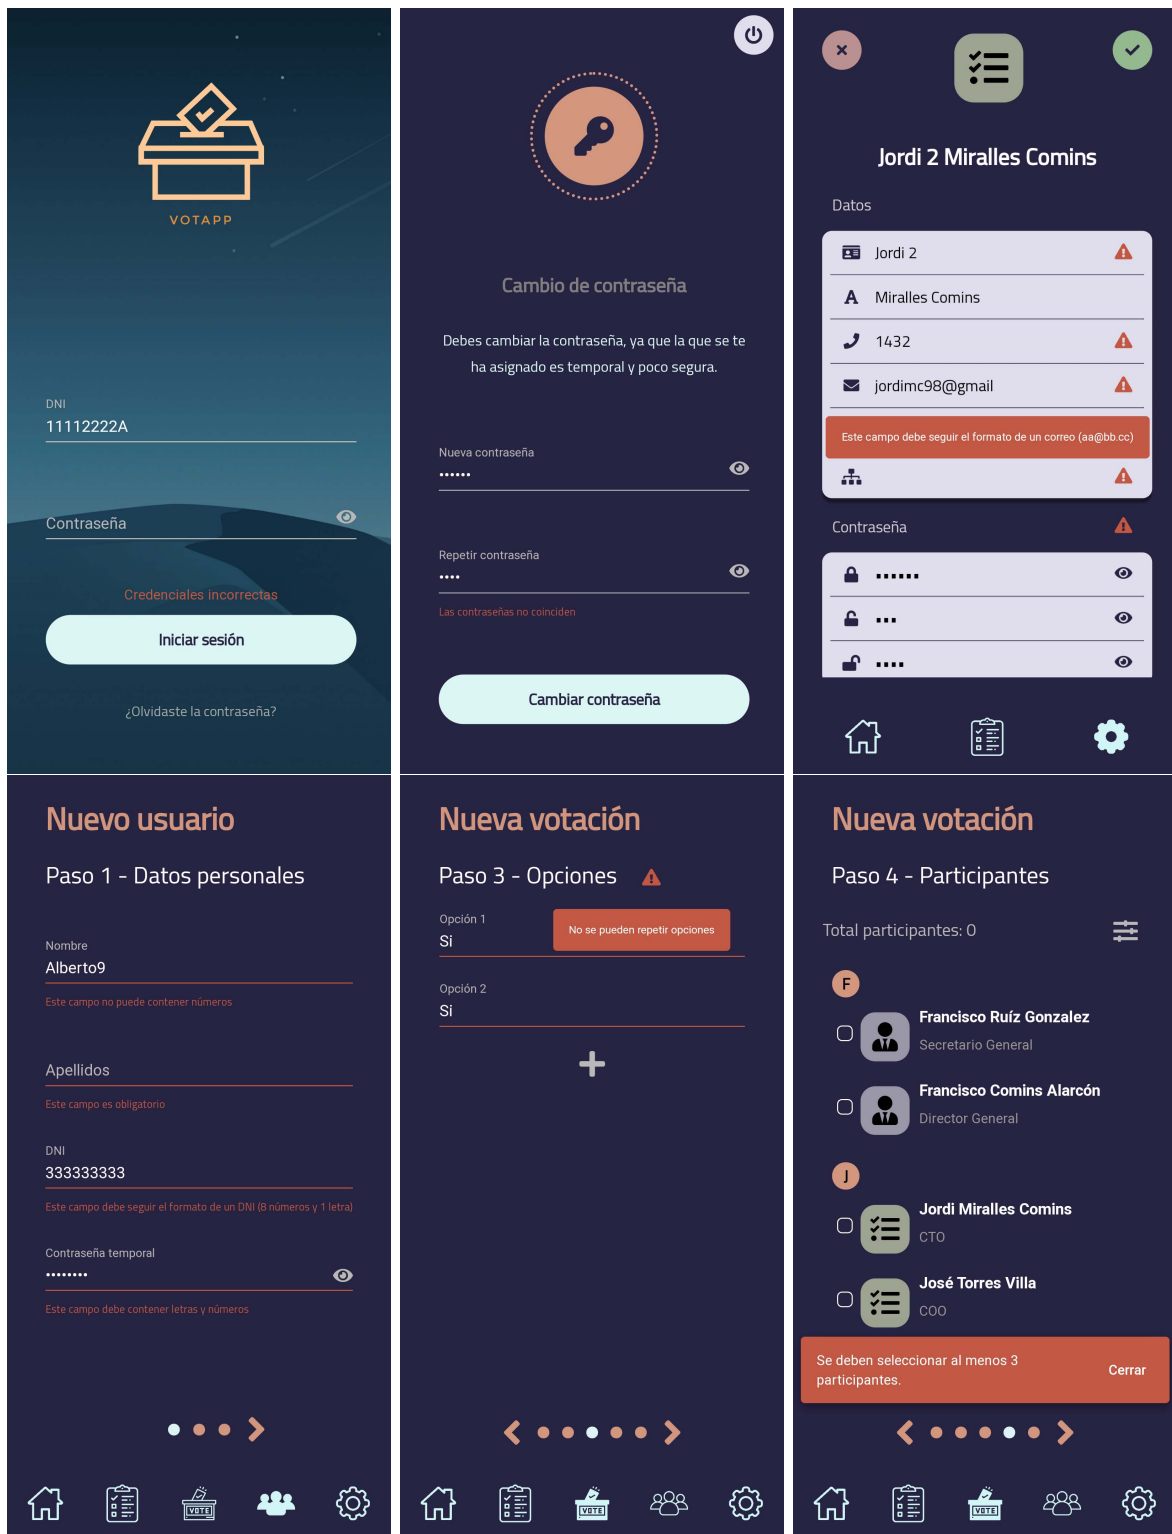 VOTAPP
DNI
11112222A
Contraseña
Credenciales incorrectas
Iniciar sesión
¿Olvidaste la contraseña?
Cambio de contraseña
Debes cambiar la contraseña, ya que la que se te
ha asignado es temporal y poco segura.
Nueva contraseña
••••••
Repetir contraseña
••••
Las contraseñas no coinciden
Cambiar contraseña
Jordi 2 Miralles Comins
Datos
Jordi 2
A Miralles Comins
1432
jordimc98@gmail
Este campo debe seguir el formato de un correo (aa@bb.cc)
Contraseña
••••••
•••
••••
Nuevo usuario
Paso 1 - Datos personales
Nombre
Alberto9
Este campo no puede contener números
Apellidos
Este campo es obligatorio
DNI
333333333
Este campo debe seguir el formato de un DNI (8 números y 1 letra)
Contraseña temporal
••••••••
Este campo debe contener letras y números
VOTE
Nueva votación
Paso 3 - Opciones
Opción 1
Si
No se pueden repetir opciones
Opción 2
Si
VOTE
Nueva votación
Paso 4 - Participantes
Total participantes: 0
F
Francisco Ruíz Gonzalez
Secretario General
Francisco Comins Alarcón
Director General
J
Jordi Miralles Comins
CTO
José Torres Villa
COO
Se deben seleccionar al menos 3
participantes.
Cerrar
VOTE